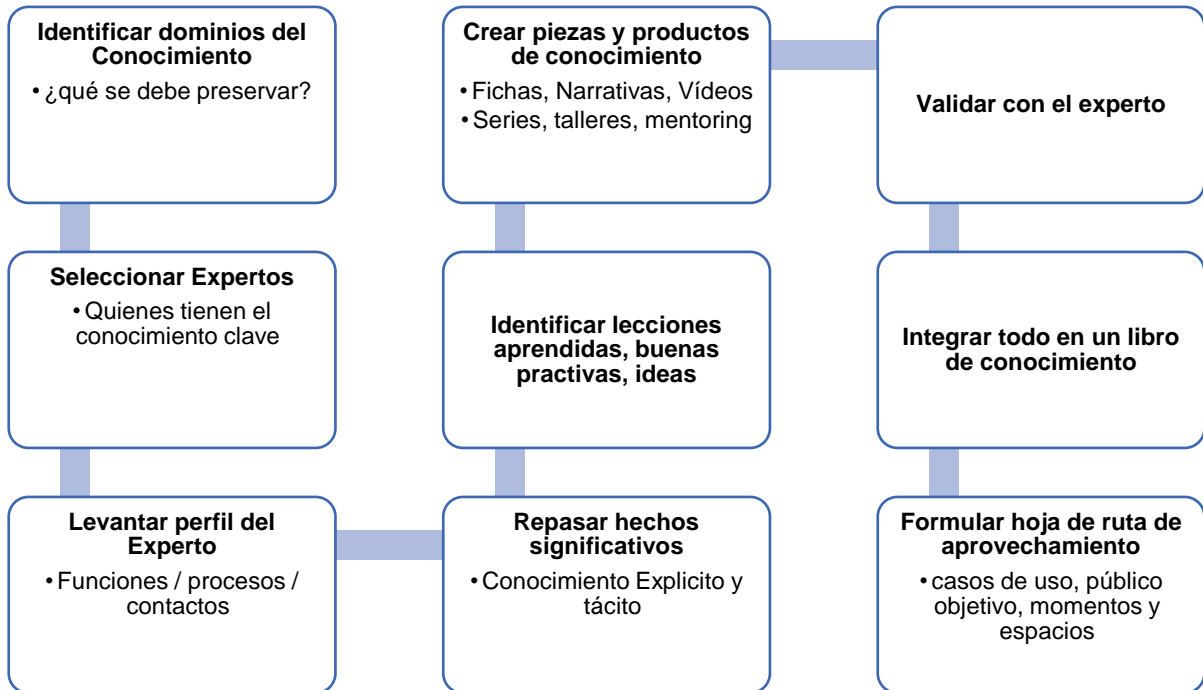 Identificar dominios del
Conocimiento
• ¿qué se debe preservar?
Seleccionar Expertos
• Quienes tienen el
conocimiento clave
Levantar perfil del
Experto
• Funciones / procesos /
contactos
Repasar hechos
significativos
• Conocimiento Explicito y
tácito
Identificar lecciones
aprendidas, buenas
practivas, ideas
Crear piezas y productos
de conocimiento
• Fichas, Narrativas, Vídeos
• Series, talleres, mentoring
Validar con el experto
Integrar todo en un libro
de conocimiento
Formular hoja de ruta de
aprovechamiento
• casos de uso, público
objetivo, momentos y
espacios